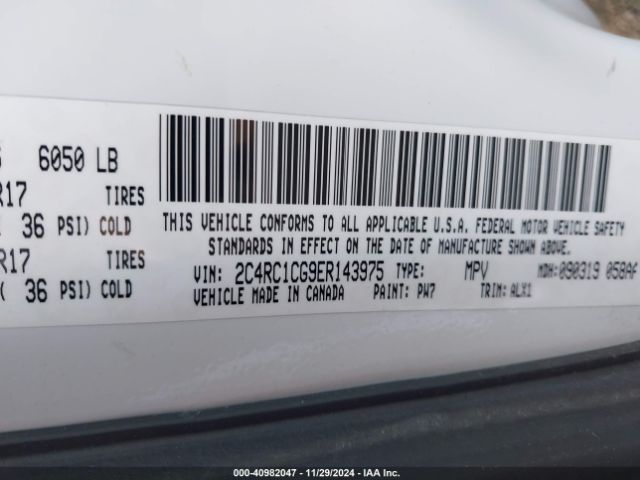 6050 LB
R17 TIRES
36 PSI) COLD
R17 TIRES
( 36 PSI) COLD
THIS VEHICLE CONFORMS TO ALL APPLICABLE U.S.A. FEDERAL MOTOR VEHICLE SAFETY
STANDARDS IN EFFECT ON THE DATE OF MANUFACTURE SHOWN ABOVE.
VIN: 2C4RC1CG9ER143975 TYPE: MPV MDH: 090319 058AG
VEHICLE MADE IN CANADA PAINT: PW7 TRIM: ALX1
000-40982047 — 11/29/2024 — IAA Inc.